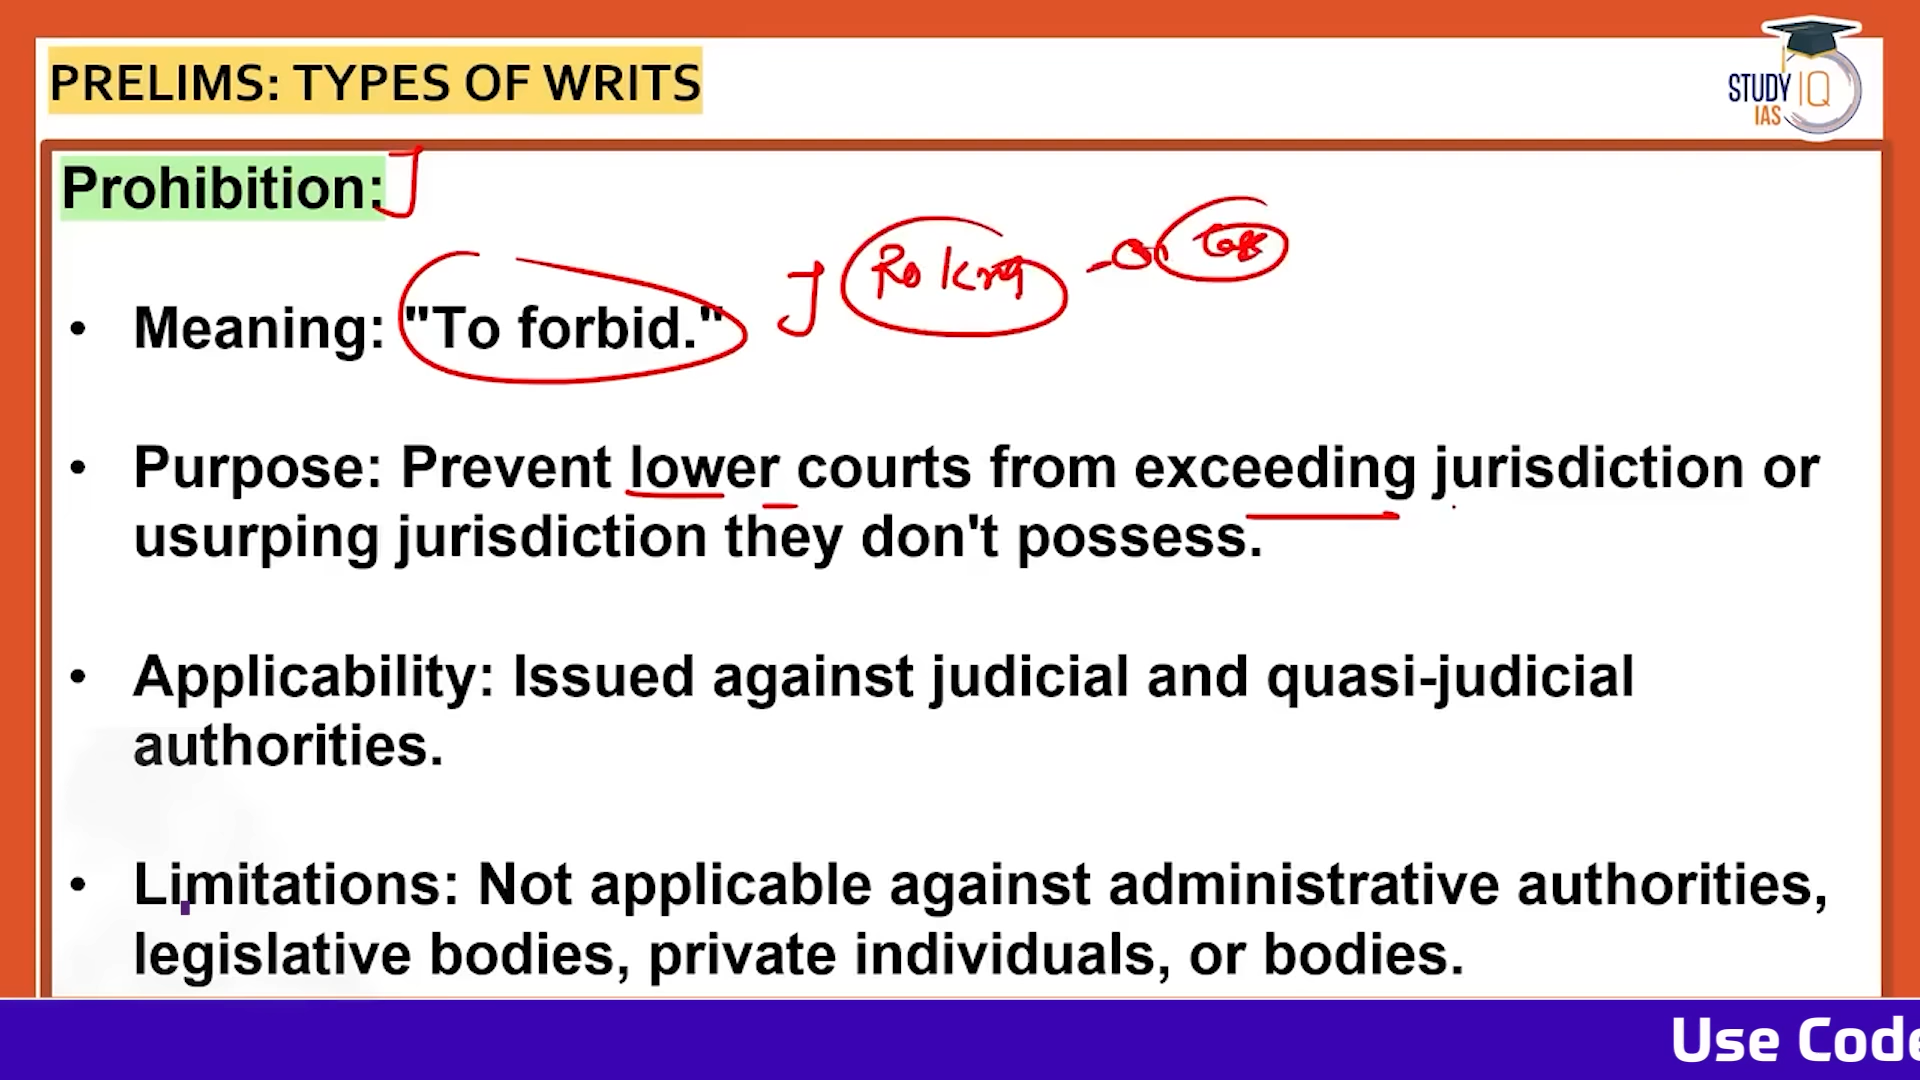 PRELIMS: TYPES OF WRITS
STUDY IQ
IAS
Prohibition:
• Meaning: "To forbid."
• Purpose: Prevent lower courts from exceeding jurisdiction or
usurping jurisdiction they don't possess.
• Applicability: Issued against judicial and quasi-judicial
authorities.
• Limitations: Not applicable against administrative authorities,
legislative bodies, private individuals, or bodies.
Use Code